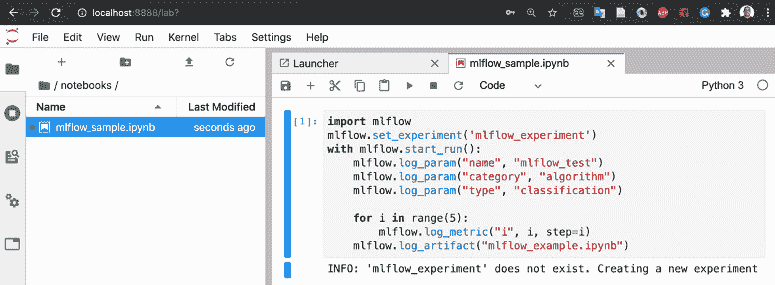 localhost:8888/lab?
File Edit View Run Kernel Tabs Settings Help
/ notebooks /
Name Last Modified
mlflow_sample.ipynb seconds ago
Launcher
mlflow_sample.ipynb
Code
Python 3
[1]:
import mlflow
mlflow.set_experiment('mlflow_experiment')
with mlflow.start_run():
    mlflow.log_param("name", "mlflow_test")
    mlflow.log_param("category", "algorithm")
    mlflow.log_param("type", "classification")
    for i in range(5):
        mlflow.log_metric("i", i, step=i)
    mlflow.log_artifact("mlflow_example.ipynb")
INFO: 'mlflow_experiment' does not exist. Creating a new experiment